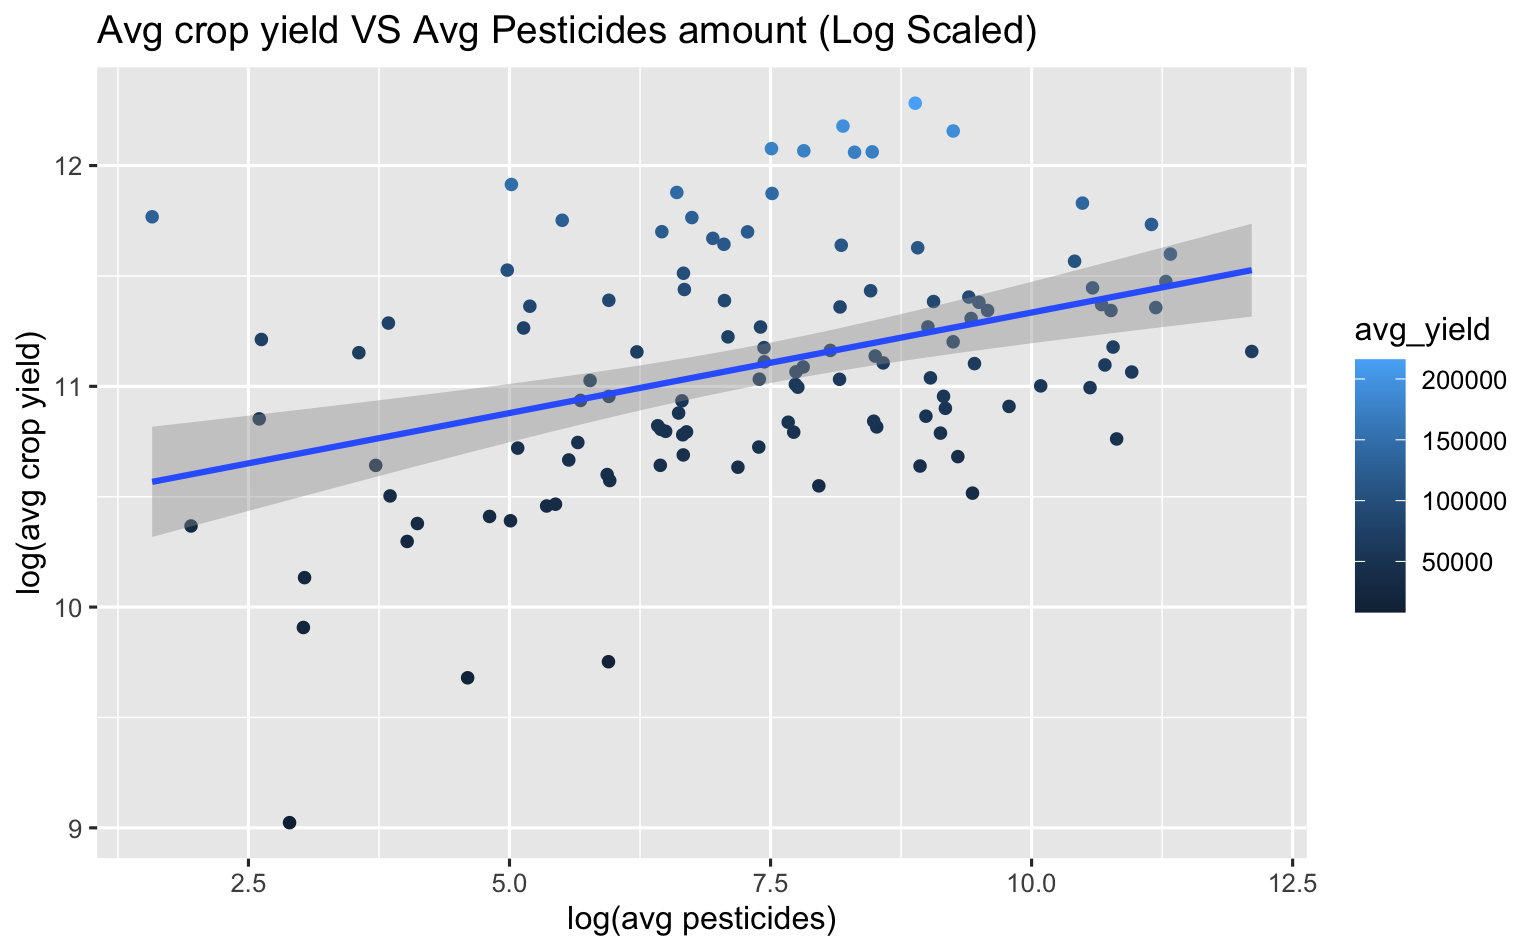 Avg crop yield VS Avg Pesticides amount (Log Scaled)
log(avg crop yield)
12
11
10
9
2.5 5.0 7.5 10.0 12.5
log(avg pesticides)
avg_yield
200000
150000
100000
50000